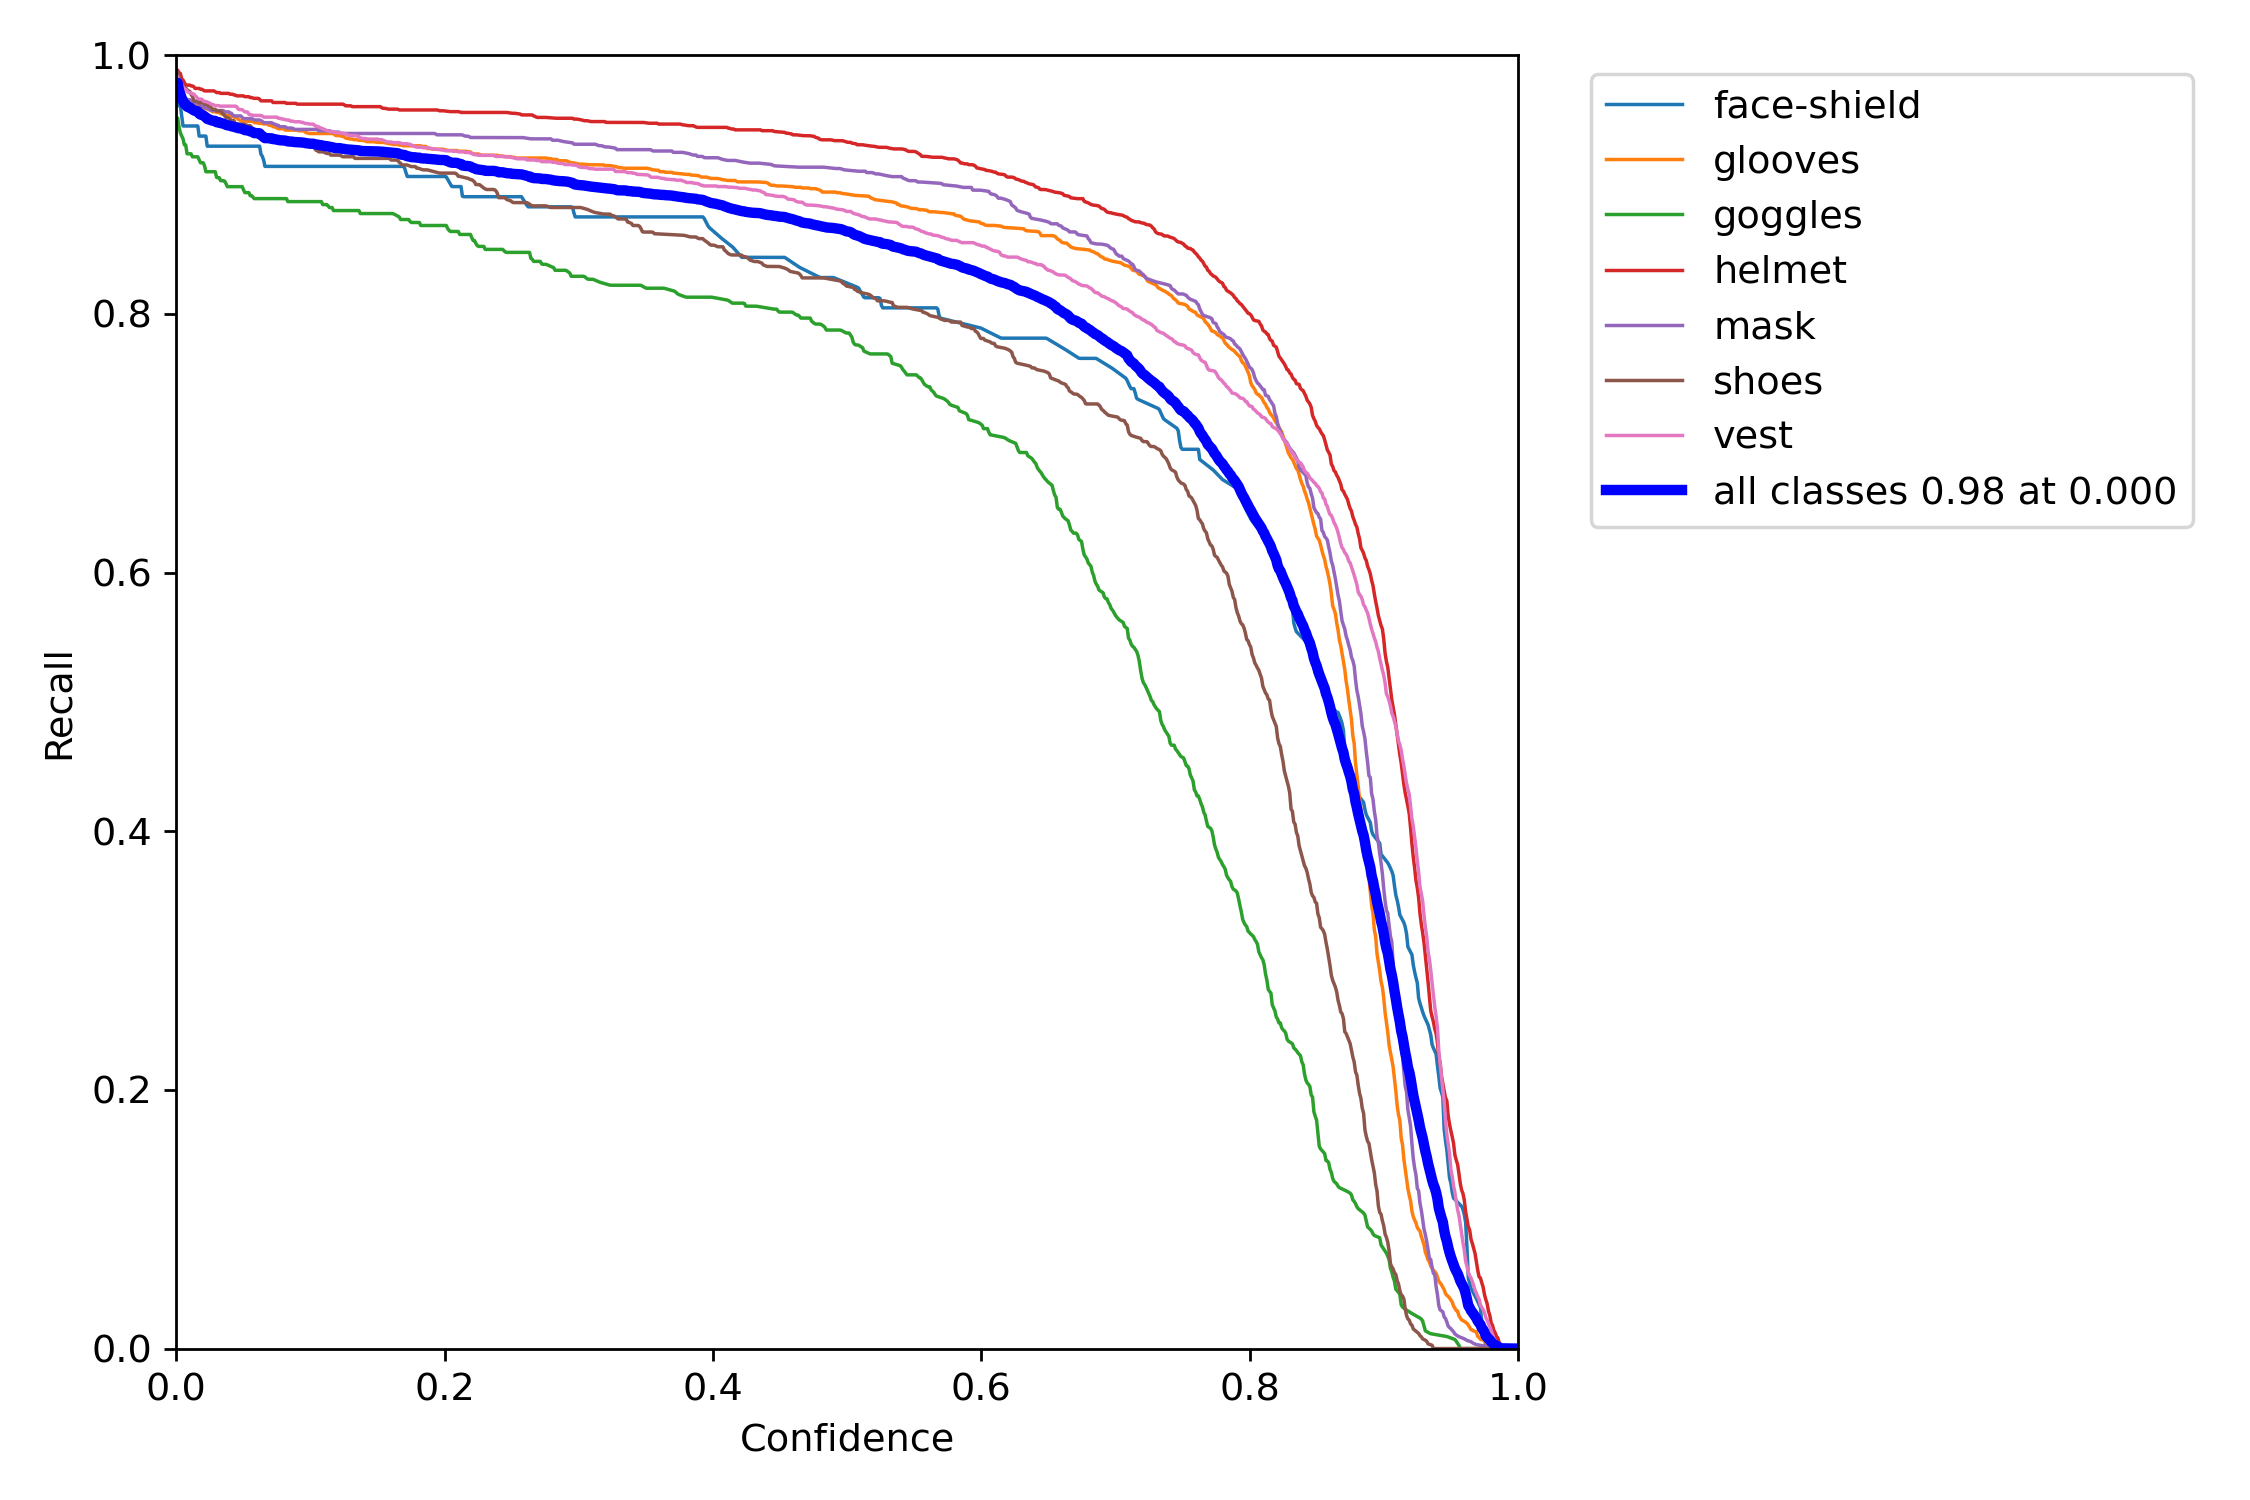 1.0
0.8
0.6
0.4
0.2
0.0
0.0 0.2 0.4 0.6 0.8 1.0
Recall
Confidence
face-shield
glooves
goggles
helmet
mask
shoes
vest
all classes 0.98 at 0.000